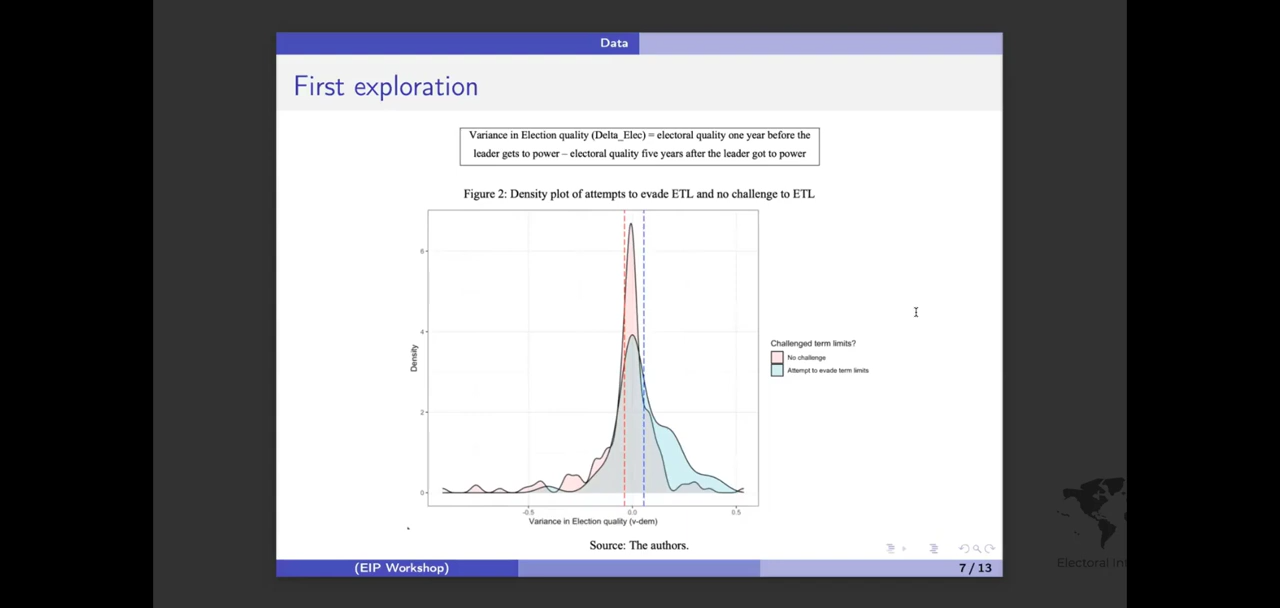 Data
First exploration
Variance in Election quality (Delta_Elec) = electoral quality one year before the
leader gets to power – electoral quality five years after the leader got to power
Figure 2: Density plot of attempts to evade ETL and no challenge to ETL
6
4
2
0
Density
-0.5
0.0
0.5
Variance in Election quality (v-dem)
Challenged term limits?
No challenge
Attempt to evade term limits
Source: The authors.
(EIP Workshop)
7 / 13
Electoral